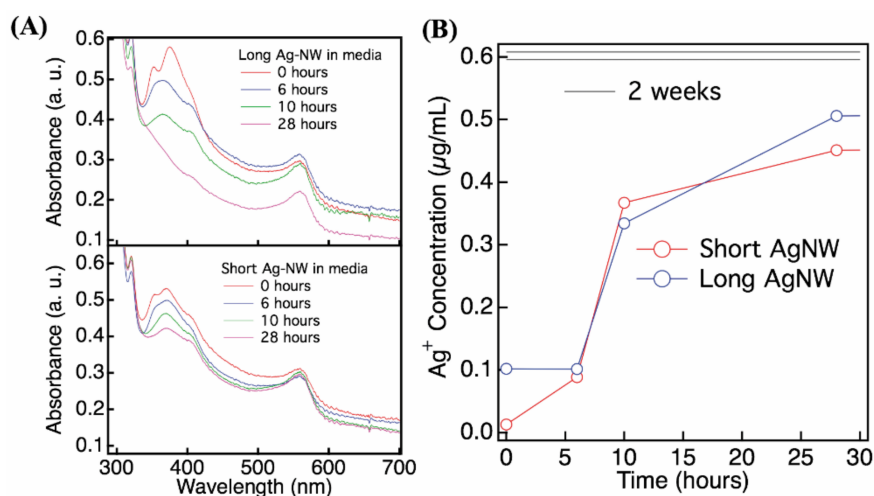 (A)
0.6
0.5
0.4
0.3
0.2
0.1
Absorbance (a. u.)
Long Ag-NW in media
0 hours
6 hours
10 hours
28 hours
0.5
0.4
0.3
0.2
0.1
Absorbance (a. u.)
Short Ag-NW in media
0 hours
6 hours
10 hours
28 hours
300 400 500 600 700
Wavelength (nm)
(B)
0.6
0.5
0.4
0.3
0.2
0.1
0.0
Ag+ Concentration (µg/mL)
2 weeks
Short AgNW
Long AgNW
0 5 10 15 20 25 30
Time (hours)